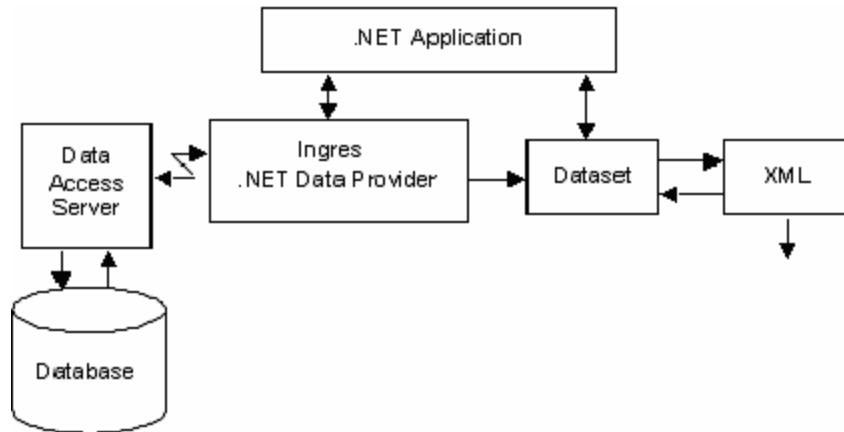 .NET Application
Data
Access
Server
Ingres
.NET Data Provider
Dataset
XML
Database